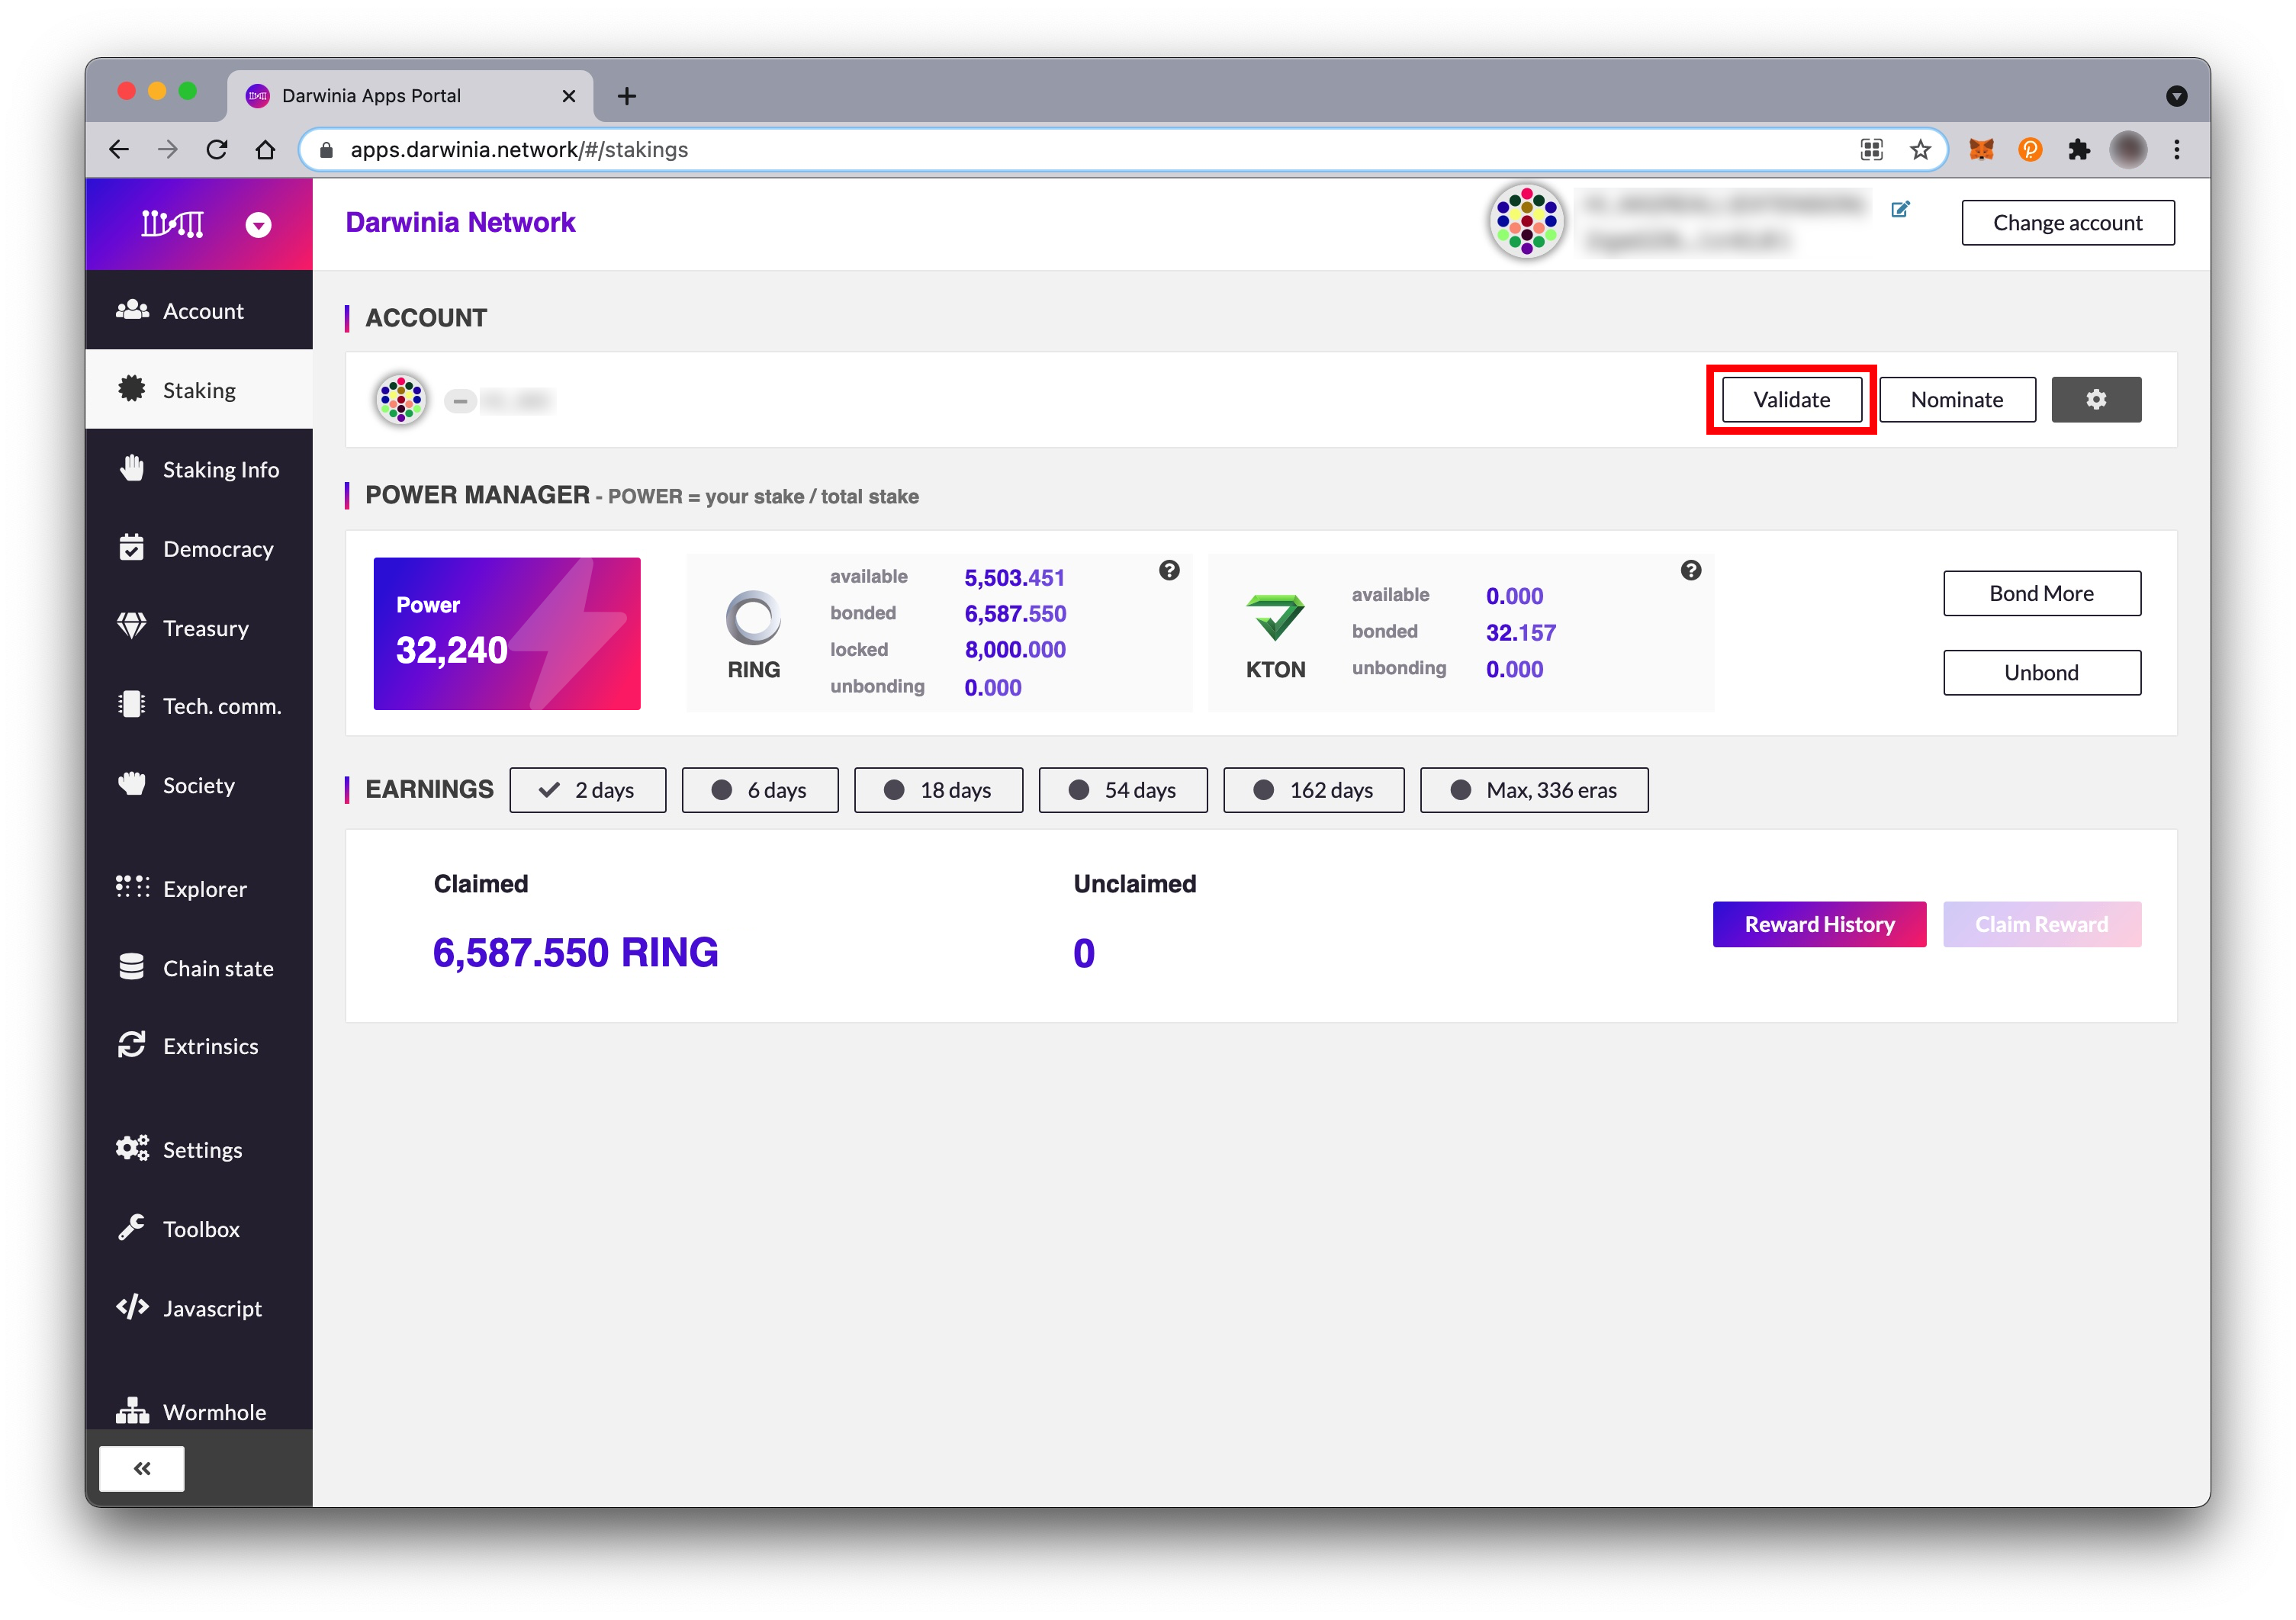 Darwinia Apps Portal
apps.darwinia.network/#/stakings
Darwinia Network
Change account
Account
Staking
Staking Info
Democracy
Treasury
Tech. comm.
Society
Explorer
Chain state
Extrinsics
Settings
Toolbox
Javascript
Wormhole
ACCOUNT
Validate
Nominate
POWER MANAGER - POWER = your stake / total stake
Power
32,240
RING
available 5,503.451
bonded 6,587.550
locked 8,000.000
unbonding 0.000
KTON
available 0.000
bonded 32.157
unbonding 0.000
Bond More
Unbond
EARNINGS
2 days
6 days
18 days
54 days
162 days
Max, 336 eras
Claimed
6,587.550 RING
Unclaimed
0
Reward History
Claim Reward